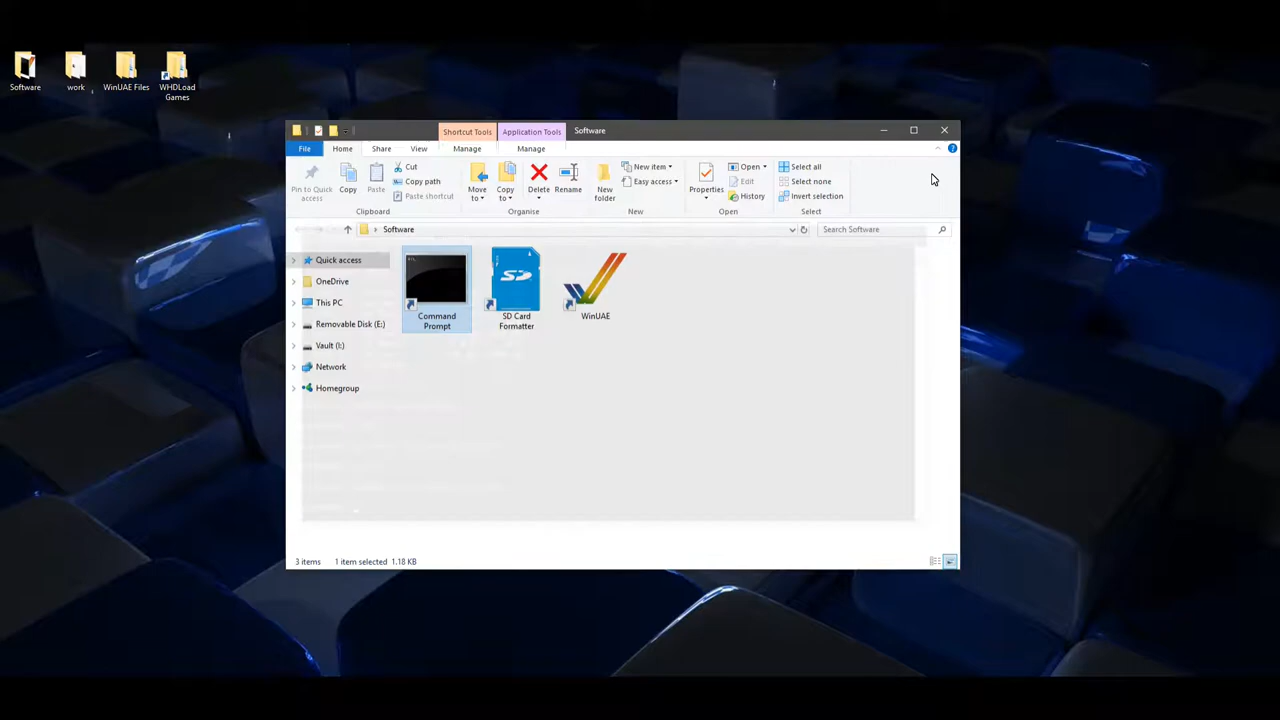 Software
work
WinUAE Files
WHDLoad
Games
Shortcut Tools
Application Tools
Software
File
Home
Share
View
Manage
Manage
Pin to Quick
access
Copy
Paste
Cut
Copy path
Paste shortcut
Clipboard
Move
to
Copy
to
Delete
Rename
Organise
New
folder
New item
Easy access
New
Properties
Open
Edit
History
Open
Select all
Select none
Invert selection
Select
Software
Search Software
Quick access
OneDrive
This PC
Removable Disk (E:)
Vault (I:)
Network
Homegroup
Command
Prompt
SD Card
Formatter
WinUAE
3 items
1 item selected 1.18 KB